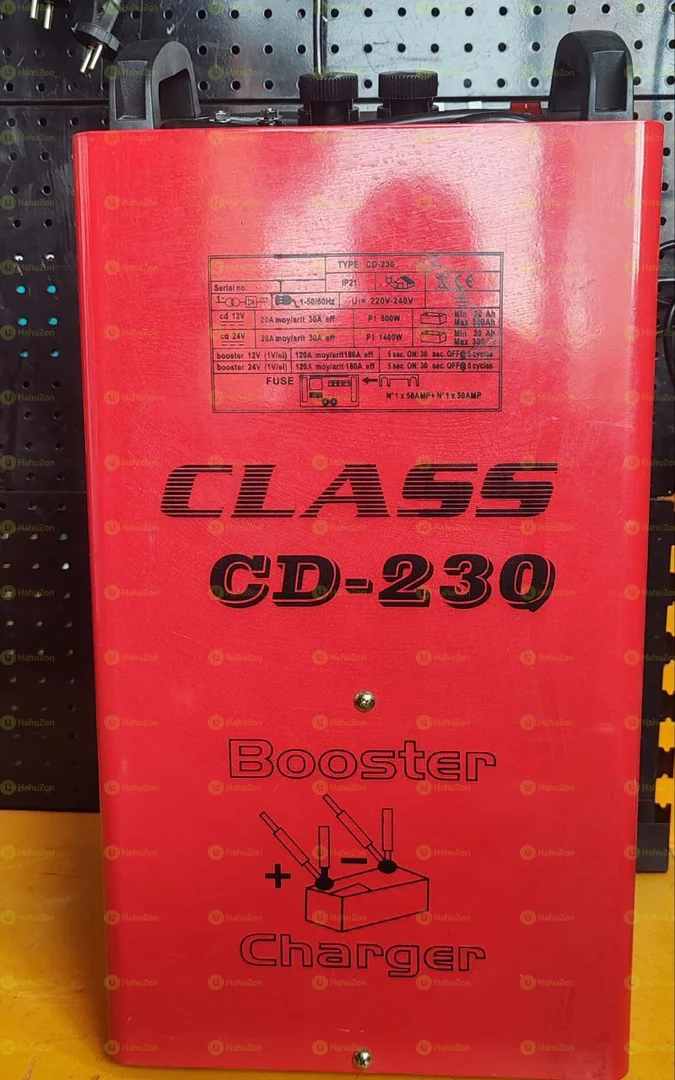 TYPE: CD-230
Serial no:
IP21
CE
1~50/60Hz
U1= 220V-240V
cd 12V 20A moy/arit 30A eff P1 800W Min 20 Ah Max 300Ah
cd 24V 20A moy/arit 30A eff P1 1400W Min 20 Ah Max 300
booster 12V (1V/el) 120A moy/arit 180A eff 5 sec. ON: 30 sec. OFF@5 cycles
booster 24V (1V/el) 120A moy/arit 180A eff 5 sec. ON: 30 sec. OFF@5 cycles
FUSE
N°1 x 50AMP+ N°1 x 50AMP
CLASS
CD-230
Booster
+ −
Charger
HahuZon